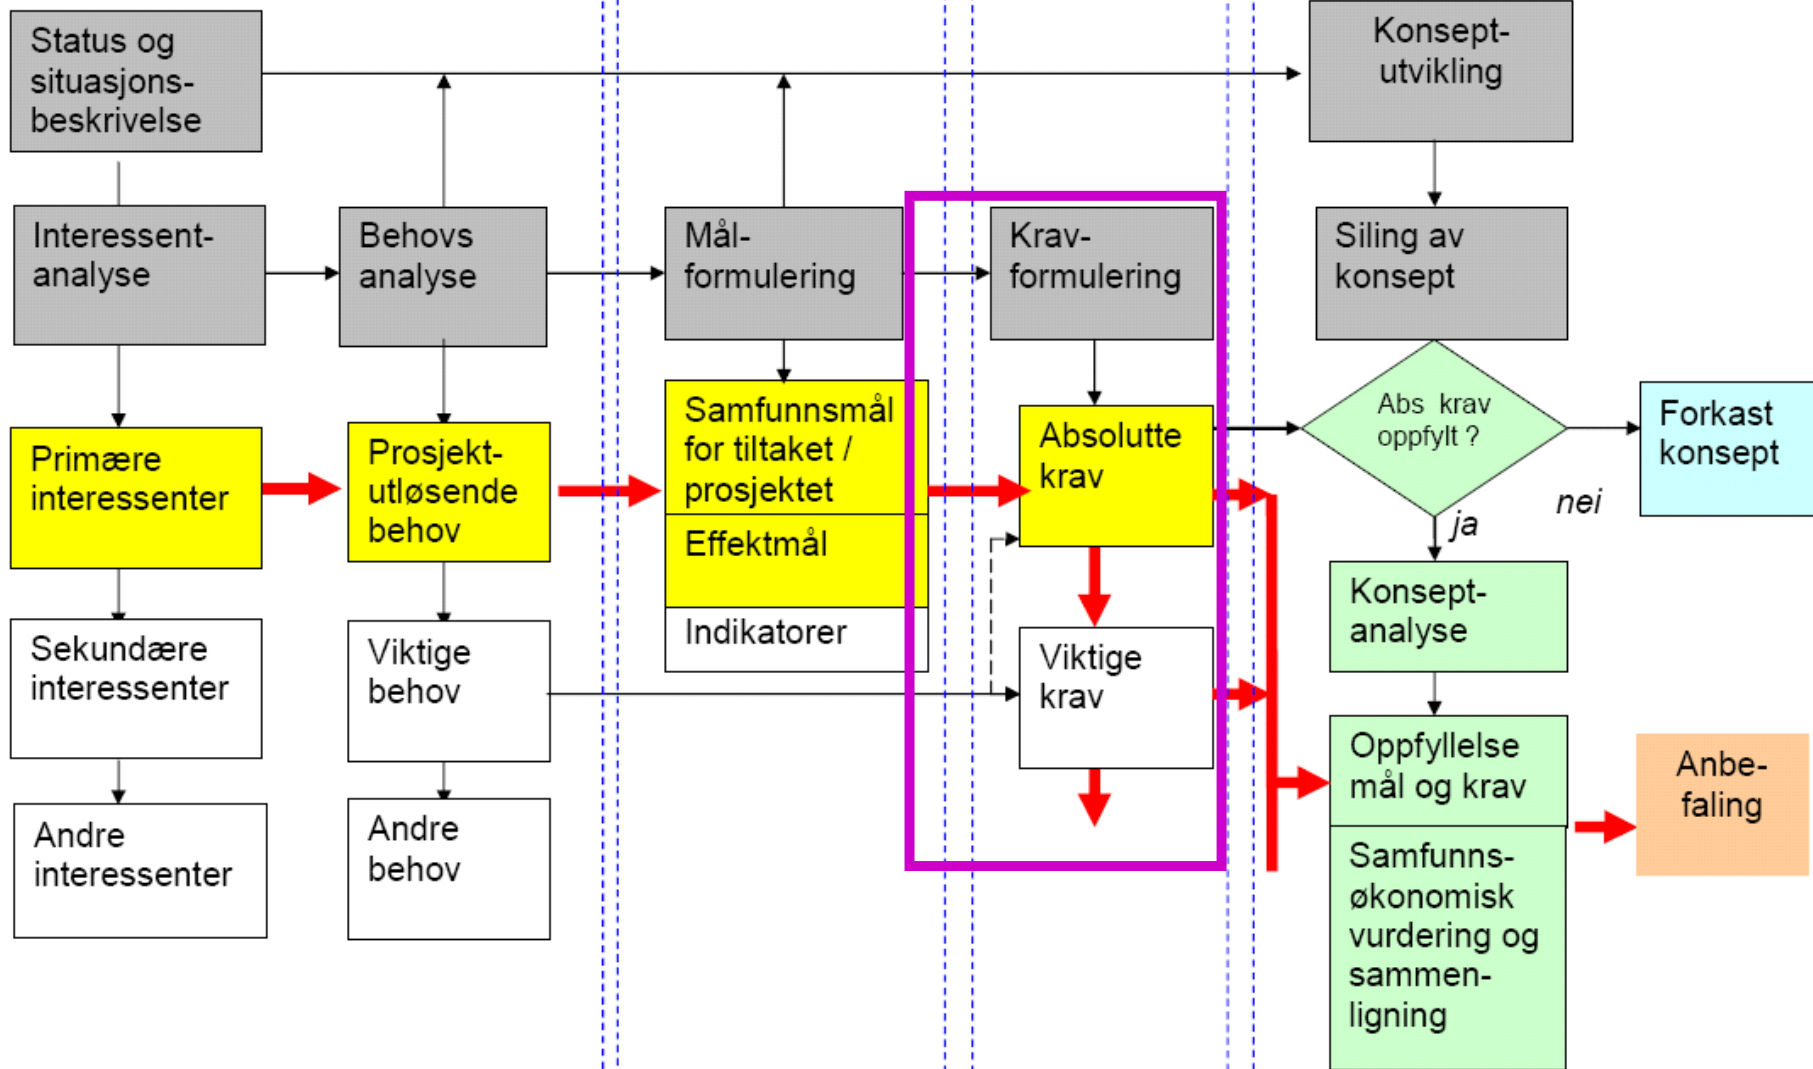 Status og
situasjons-
beskrivelse
Konsept-
utvikling
Interessent-
analyse
Behovs
analyse
Mål-
formulering
Krav-
formulering
Siling av
konsept
Primære
interessenter
Prosjekt-
utløsende
behov
Samfunnsmål
for tiltaket /
prosjektet
Effektmål
Indikatorer
Absolutte
krav
Abs krav
oppfylt ?
Forkast
konsept
nei
ja
Sekundære
interessenter
Viktige
behov
Viktige
krav
Konsept-
analyse
Andre
interessenter
Andre
behov
Oppfyllelse
mål og krav
Samfunns-
økonomisk
vurdering og
sammen-
ligning
Anbe-
faling